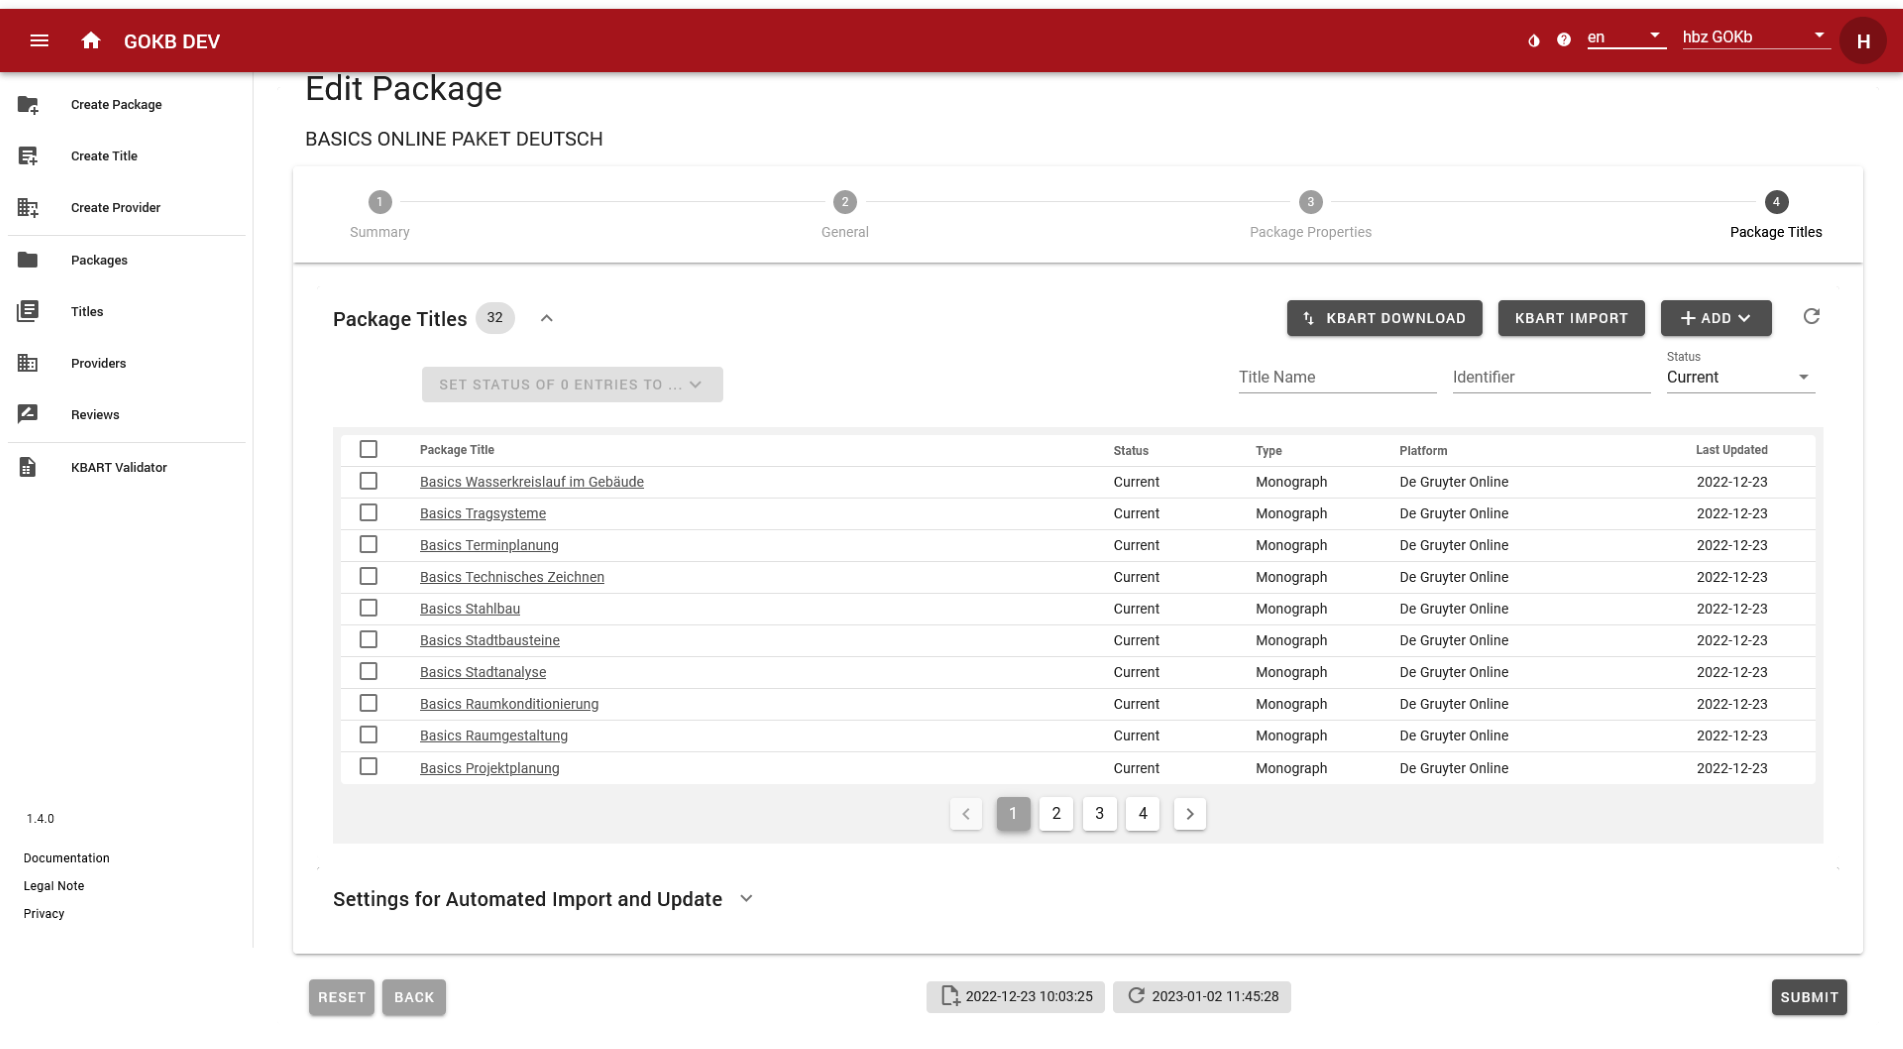 GOKB DEV
en
hbz GOKb
H
Create Package
Create Title
Create Provider
Packages
Titles
Providers
Reviews
KBART Validator
1.4.0
Documentation
Legal Note
Privacy
Edit Package
BASICS ONLINE PAKET DEUTSCH
1 2 3 4
Summary General Package Properties Package Titles
Package Titles 32
KBART DOWNLOAD KBART IMPORT ADD
SET STATUS OF 0 ENTRIES TO ...
Title Name Identifier Status
Current
Package Title Status Type Platform Last Updated
Basics Wasserkreislauf im Gebäude Current Monograph De Gruyter Online 2022-12-23
Basics Tragsysteme Current Monograph De Gruyter Online 2022-12-23
Basics Terminplanung Current Monograph De Gruyter Online 2022-12-23
Basics Technisches Zeichnen Current Monograph De Gruyter Online 2022-12-23
Basics Stahlbau Current Monograph De Gruyter Online 2022-12-23
Basics Stadtbausteine Current Monograph De Gruyter Online 2022-12-23
Basics Stadtanalyse Current Monograph De Gruyter Online 2022-12-23
Basics Raumkonditionierung Current Monograph De Gruyter Online 2022-12-23
Basics Raumgestaltung Current Monograph De Gruyter Online 2022-12-23
Basics Projektplanung Current Monograph De Gruyter Online 2022-12-23
1 2 3 4
Settings for Automated Import and Update
RESET BACK 2022-12-23 10:03:25 2023-01-02 11:45:28 SUBMIT